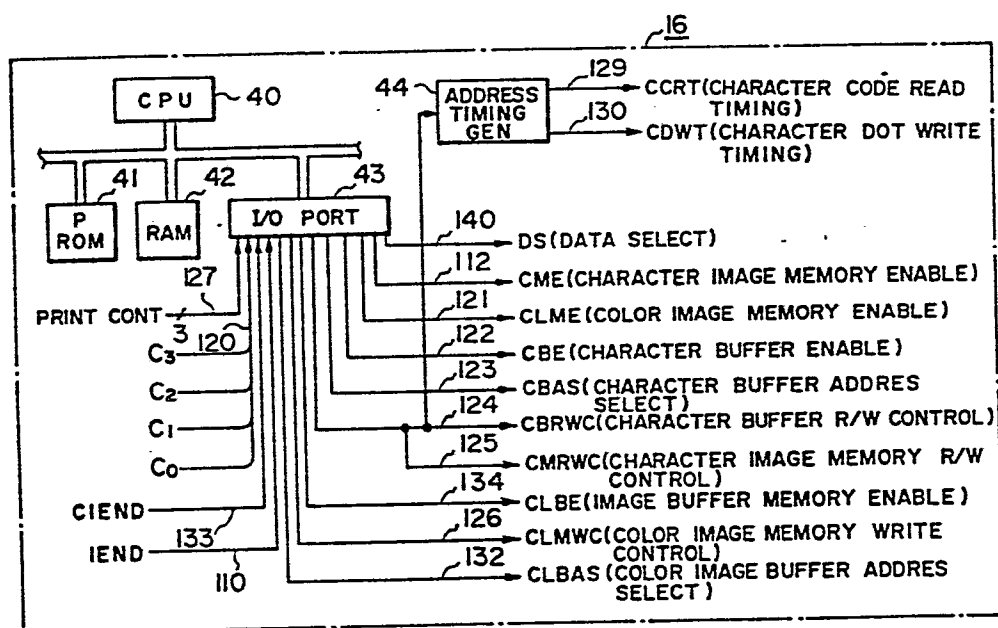 16
CPU
40
44
ADDRESS
TIMING
GEN
129
CCRT(CHARACTER CODE READ
TIMING)
130
CDWT(CHARACTER DOT WRITE
TIMING)
41
P
ROM
42
RAM
43
I/O PORT
140
DS(DATA SELECT)
112
CME(CHARACTER IMAGE MEMORY ENABLE)
127
PRINT CONT
3
120
121
CLME(COLOR IMAGE MEMORY ENABLE)
C3
122
CBE(CHARACTER BUFFER ENABLE)
C2
123
CBAS(CHARACTER BUFFER ADDRES
SELECT)
C1
124
CBRWC(CHARACTER BUFFER R/W CONTROL)
C0
125
CMRWC(CHARACTER IMAGE MEMORY R/W
CONTROL)
CIEND
133
134
CLBE(IMAGE BUFFER MEMORY ENABLE)
IEND
110
126
CLMWC(COLOR IMAGE MEMORY WRITE
CONTROL)
132
CLBAS(COLOR IMAGE BUFFER ADDRES
SELECT)